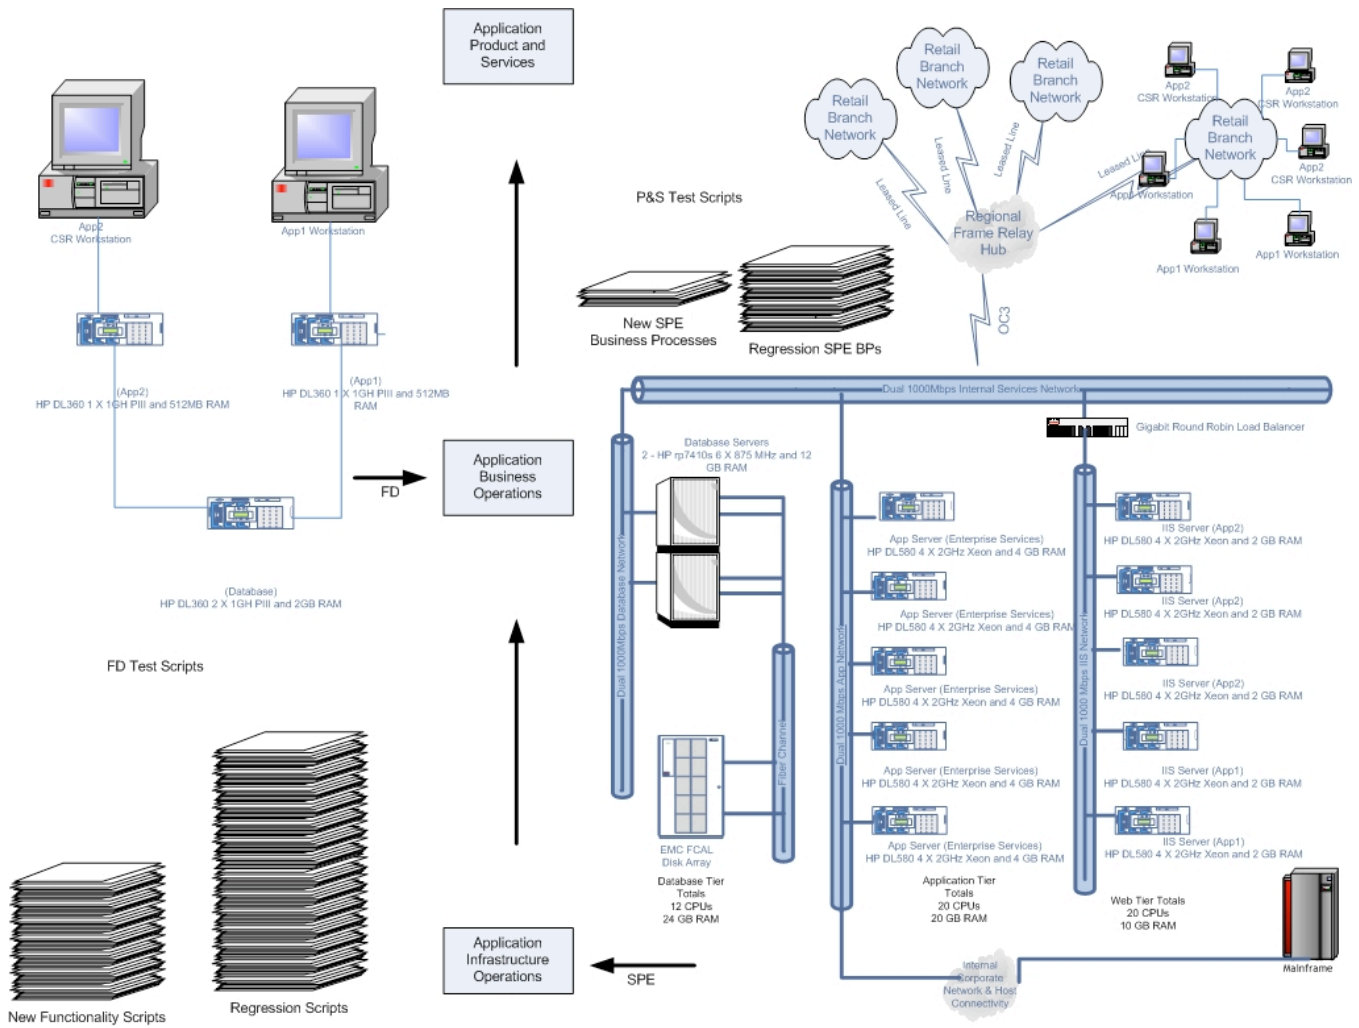 Application
Product and
Services
Retail
Branch
Network
Retail
Branch
Network
Retail
Branch
Network
App2
CSR Workstation
App2
CSR Workstation
Retail
Branch
Network
App2
CSR Workstation
Leased Line
Leased Line
Leased Line
Leased Line
App1 Workstation
App1 Workstation
App1 Workstation
Regional
Frame Relay
Hub
OC3
App2
CSR Workstation
App1 Workstation
P&S Test Scripts
New SPE
Business Processes
Regression SPE BPs
(App2)
HP DL360 1 X 1GH PIII and 512MB RAM
(App1)
HP DL360 1 X 1GH PIII and 512MB
RAM
Dual 1000Mbps Internal Services Network
Gigabit Round Robin Load Balancer
Application
Business
Operations
FD
Database Servers
2 - HP rp7410s 6 X 875 MHz and 12
GB RAM
(Database)
HP DL360 2 X 1GH PIII and 2GB RAM
FD Test Scripts
Dual 1000Mbps Database Network
Fiber Channel
Dual 1000 Mbps App Network
Dual 1000 Mbps IIS Network
App Server (Enterprise Services)
HP DL580 4 X 2GHz Xeon and 4 GB RAM
App Server (Enterprise Services)
HP DL580 4 X 2GHz Xeon and 4 GB RAM
App Server (Enterprise Services)
HP DL580 4 X 2GHz Xeon and 4 GB RAM
App Server (Enterprise Services)
HP DL580 4 X 2GHz Xeon and 4 GB RAM
App Server (Enterprise Services)
HP DL580 4 X 2GHz Xeon and 4 GB RAM
IIS Server (App2)
HP DL580 4 X 2GHz Xeon and 2 GB RAM
IIS Server (App2)
HP DL580 4 X 2GHz Xeon and 2 GB RAM
IIS Server (App2)
HP DL580 4 X 2GHz Xeon and 2 GB RAM
IIS Server (App1)
HP DL580 4 X 2GHz Xeon and 2 GB RAM
IIS Server (App1)
HP DL580 4 X 2GHz Xeon and 2 GB RAM
EMC FCAL
Disk Array
Database Tier
Totals
12 CPUs
24 GB RAM
Application Tier
Totals
20 CPUs
20 GB RAM
Web Tier Totals
20 CPUs
10 GB RAM
Mainframe
Internal
Corporate
Network & Host
Connectivity
Application
Infrastructure
Operations
SPE
New Functionality Scripts
Regression Scripts